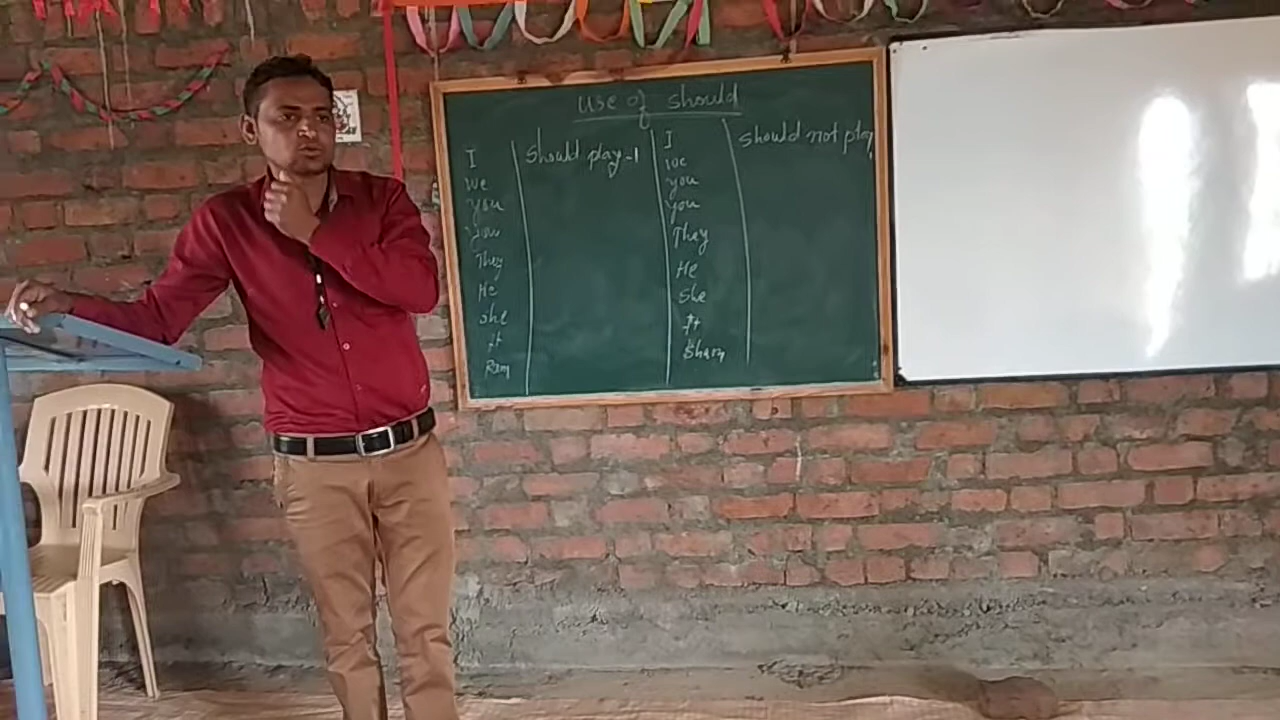 use of should
I should play-1
we
you
you
They
He
she
It
Ram
I should not play
we
you
you
They
He
She
It
Sham